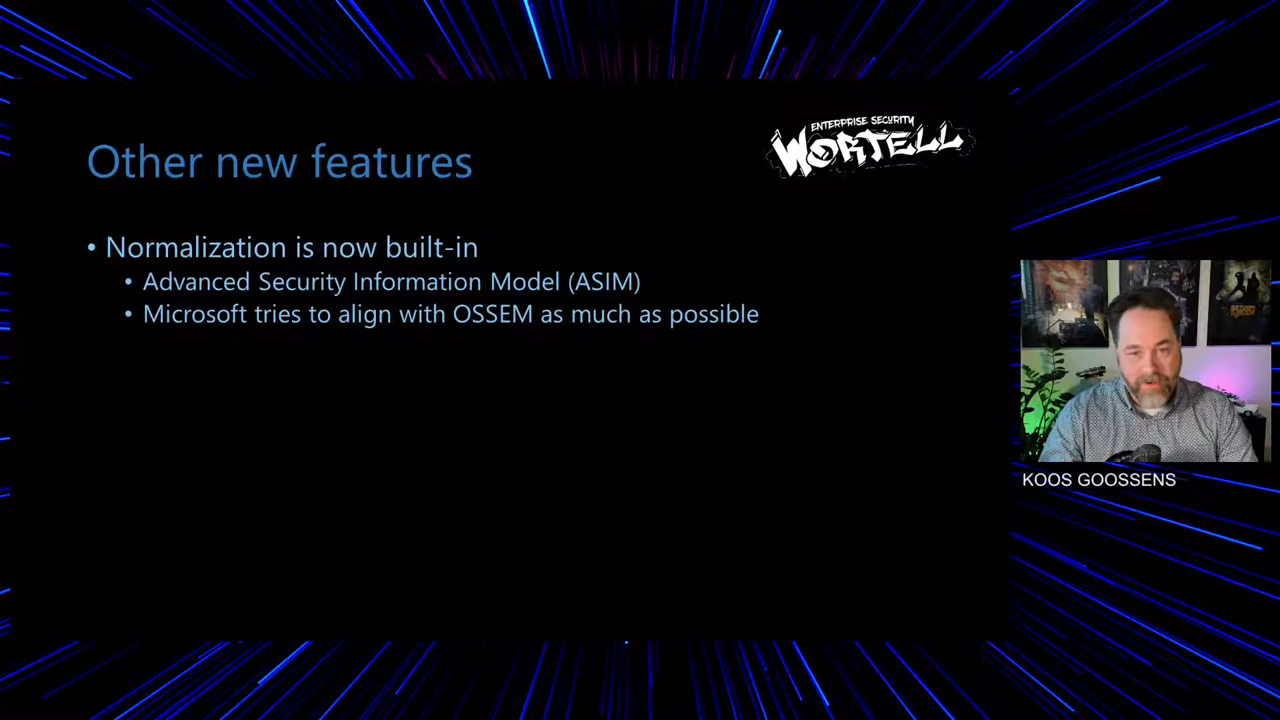 ENTERPRISE SECURITY
WORTELL
Other new features
• Normalization is now built-in
• Advanced Security Information Model (ASIM)
• Microsoft tries to align with OSSEM as much as possible
KOOS GOOSSENS